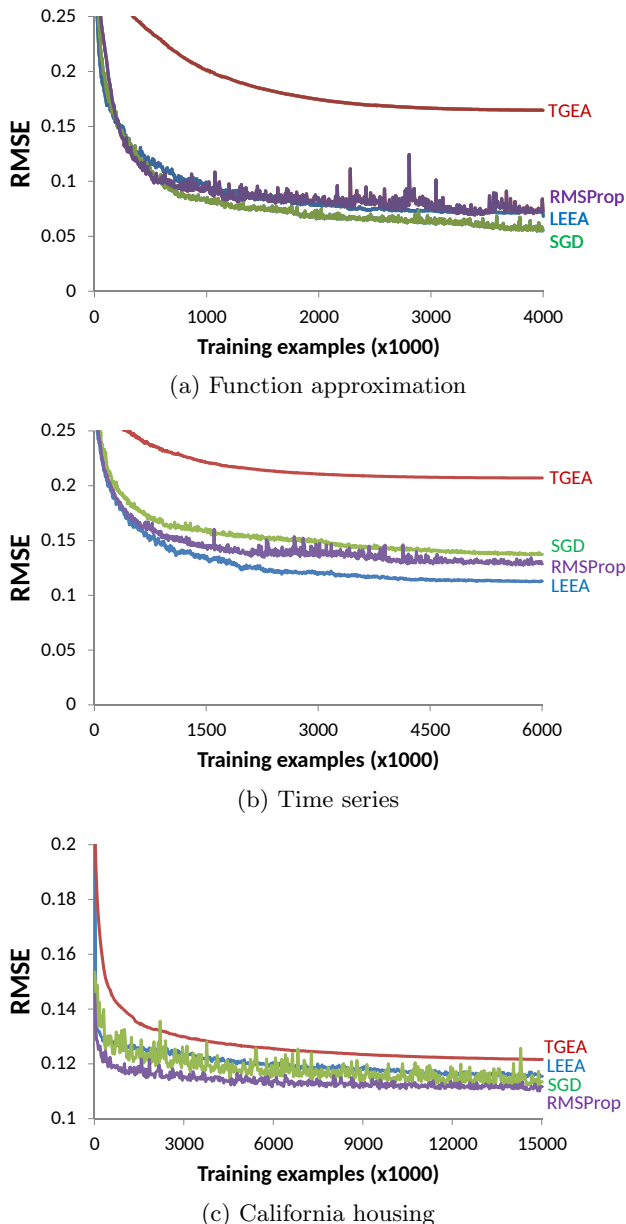 0.25
0.2
0.15
0.1
0.05
0
RMSE
TGEA
RMSProp
LEEA
SGD
0 1000 2000 3000 4000
Training examples (x1000)
(a) Function approximation
0.25
0.2
0.15
0.1
0.05
0
RMSE
TGEA
SGD
RMSProp
LEEA
0 1500 3000 4500 6000
Training examples (x1000)
(b) Time series
0.2
0.18
0.16
0.14
0.12
0.1
RMSE
TGEA
LEEA
SGD
RMSProp
0 3000 6000 9000 12000 15000
Training examples (x1000)
(c) California housing